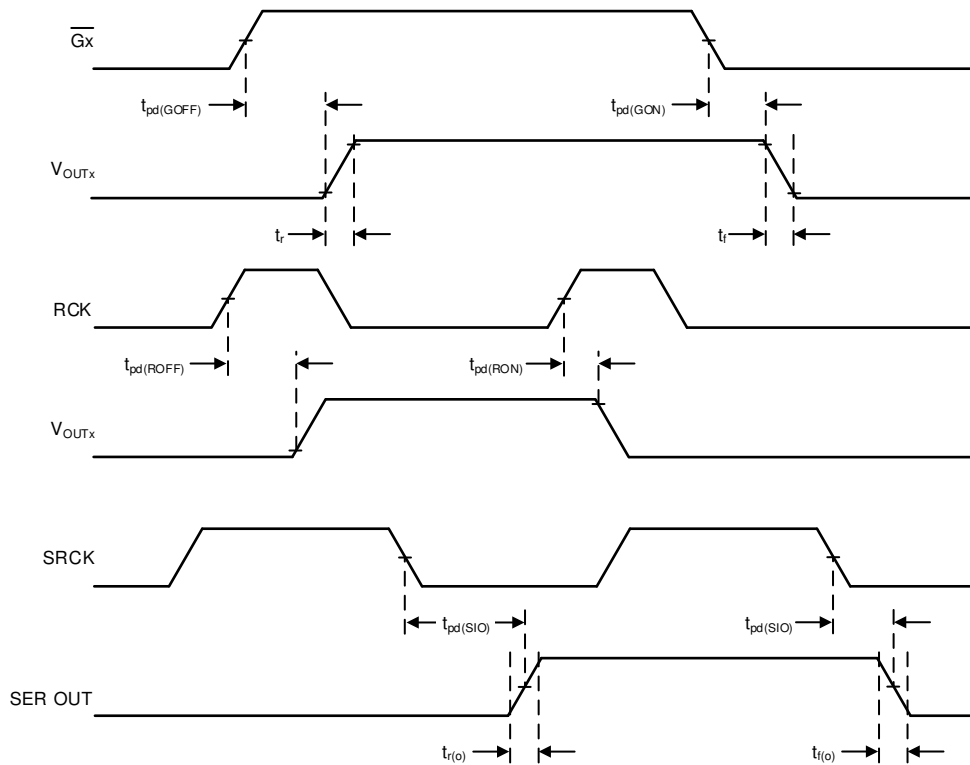 G̅x̅
tpd(GOFF)
tpd(GON)
VOUTx
tr
tf
RCK
tpd(ROFF)
tpd(RON)
VOUTx
SRCK
tpd(SIO)
tpd(SIO)
SER OUT
tr(o)
tf(o)